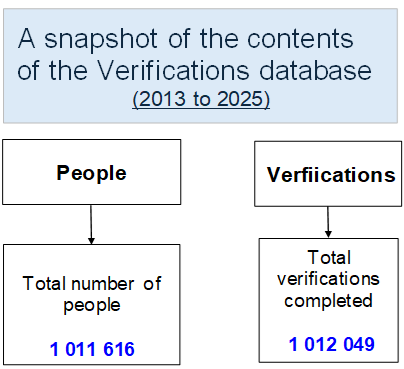 A snapshot of the contents
of the Verifications database
(2013 to 2025)
People
Verfiications
Total number of
people
1 011 616
Total
verifications
completed
1 012 049